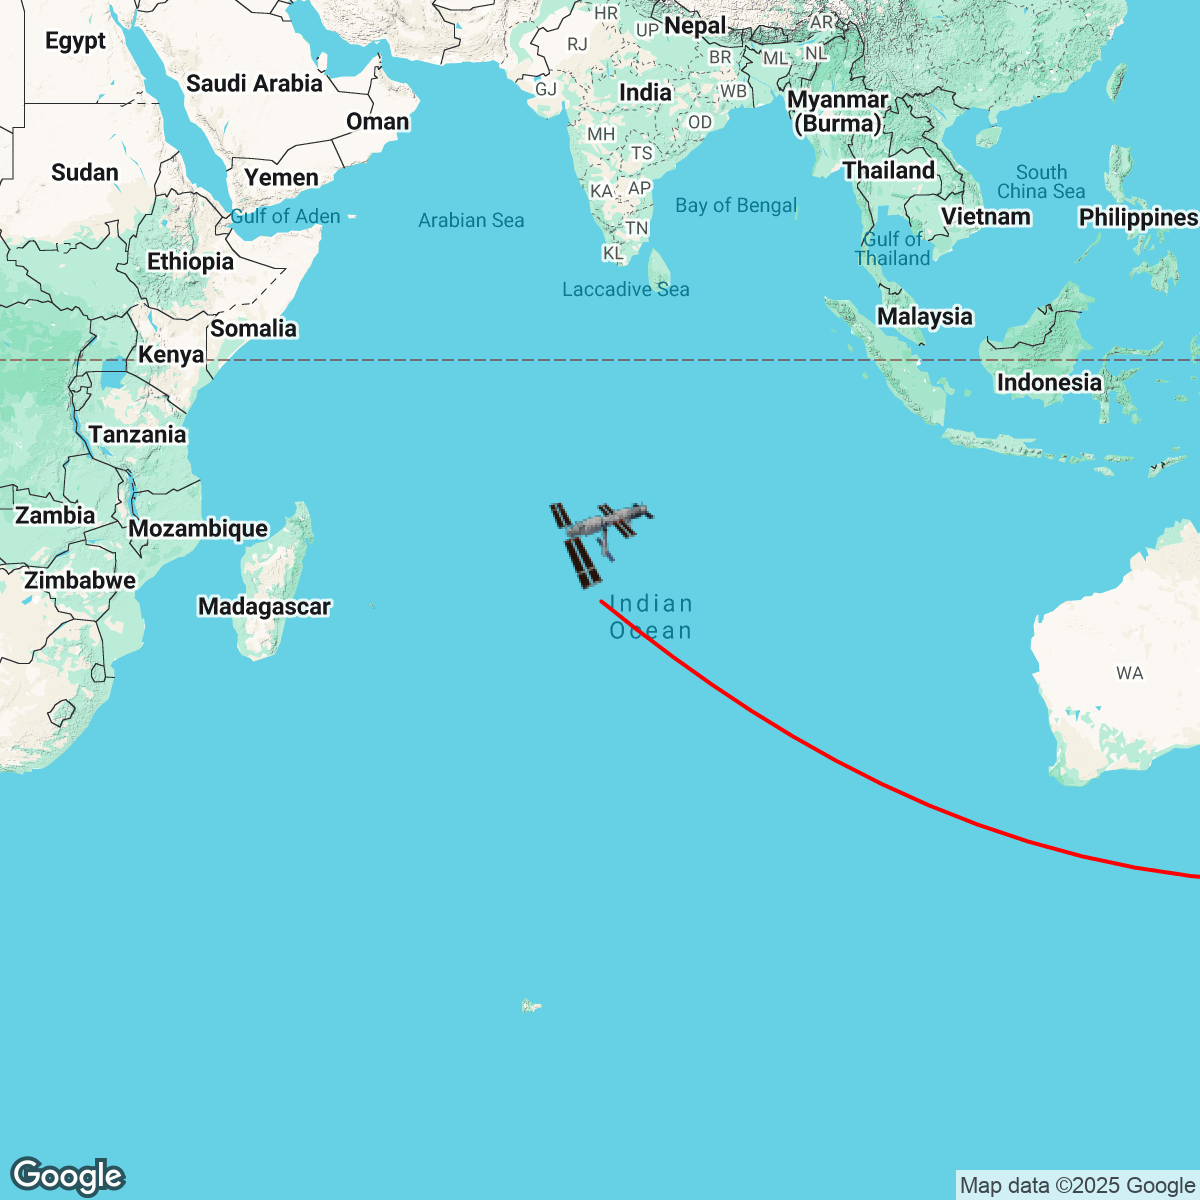 HR
AR
Nepal
UP
Egypt
RJ
BR
ML
NL
Saudi Arabia
GJ
India
WB
Myanmar
(Burma)
Oman
OD
MH
TS
Sudan
Thailand
South
China Sea
Yemen
KA
AP
Bay of Bengal
Gulf of Aden
Arabian Sea
Vietnam
Philippines
TN
Gulf of
Thailand
KL
Ethiopia
Laccadive Sea
Malaysia
Somalia
Kenya
Indonesia
Tanzania
Zambia
Mozambique
Zimbabwe
Madagascar
Indian
Ocean
WA
Google
Map data ©2025 Google